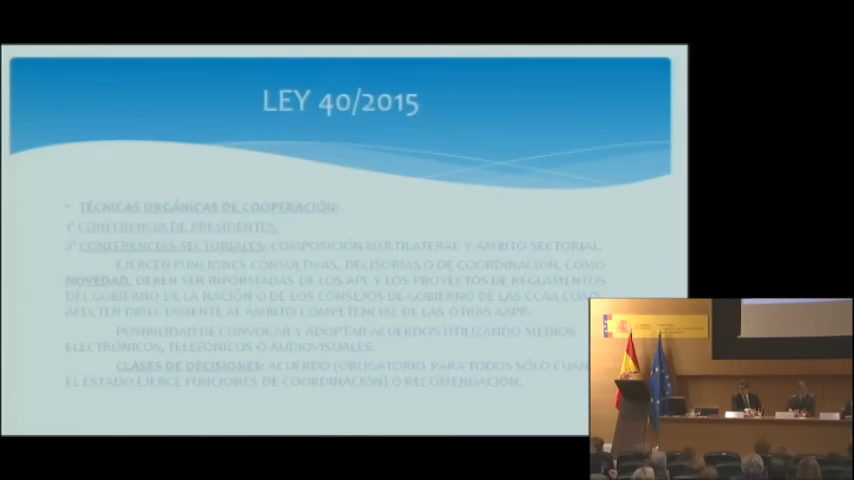 LEY 40/2015
TÉCNICAS ORGÁNICAS DE COOPERACIÓN:
1º CONFERENCIA DE PRESIDENTES.
2º CONFERENCIAS SECTORIALES: COMPOSICIÓN MULTILATERAL Y ÁMBITO SECTORIAL.
EJERCEN FUNCIONES CONSULTIVAS, DECISORIAS O DE COORDINACIÓN. COMO
NOVEDAD, DEBEN SER INFORMADAS DE LOS APL Y LOS PROYECTOS DE REGLAMENTOS
DEL GOBIERNO DE LA NACIÓN O DE LOS CONSEJOS DE GOBIERNO DE LAS CCAA
AFECTEN DIRECTAMENTE AL ÁMBITO COMPETENCIAL DE LAS OTRAS AAPP.
POSIBILIDAD DE CONVOCAR Y ADOPTAR ACUERDOS UTILIZANDO MEDIOS
ELECTRÓNICOS, TELEFÓNICOS O AUDIOVISUALES.
CLASES DE DECISIONES: ACUERDO (OBLIGATORIO PARA TODOS SÓLO
EL ESTADO EJERCE FUNCIONES DE COORDINACIÓN) O RECOMENDACIÓN.